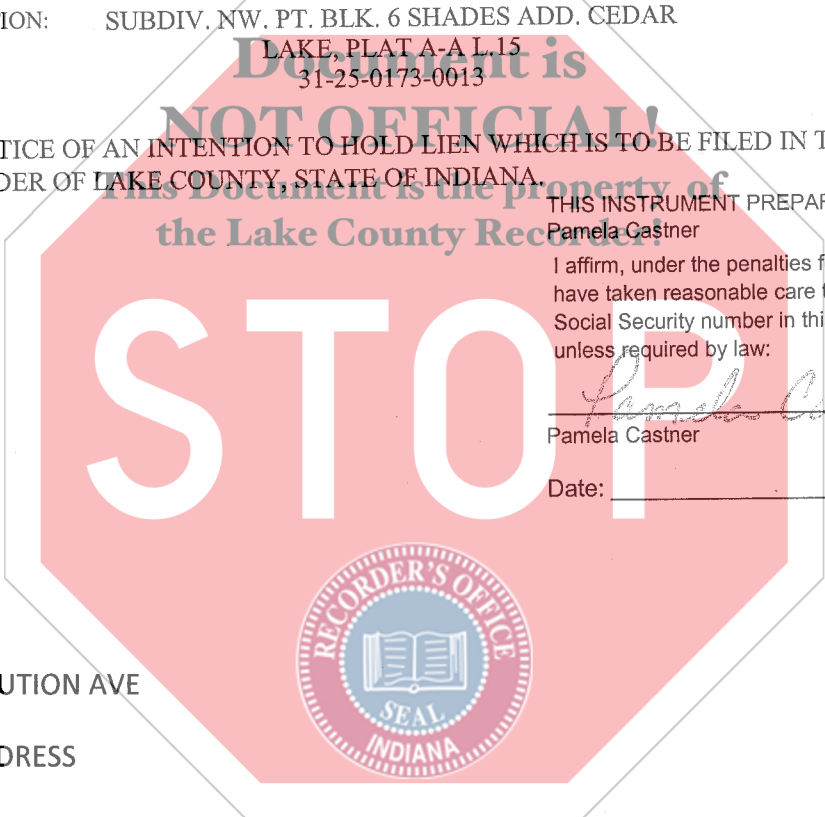 ION: SUBDIV. NW. PT. BLK. 6 SHADES ADD. CEDAR
LAKE, PLAT A-A L.15
Document is
31-25-0173-0013
NOT OFFICIAL!
TICE OF AN INTENTION TO HOLD LIEN WHICH IS TO BE FILED IN T
DER OF LAKE COUNTY, STATE OF INDIANA.
This Document is the property of
the Lake County Recorder!
THIS INSTRUMENT PREPAR
Pamela Castner
I affirm, under the penalties f
have taken reasonable care t
Social Security number in thi
unless required by law:
STOP
Pamela Ca
Pamela Castner
Date:
RECORDER'S OFFICE
SEAL
INDIANA
UTION AVE
DRESS